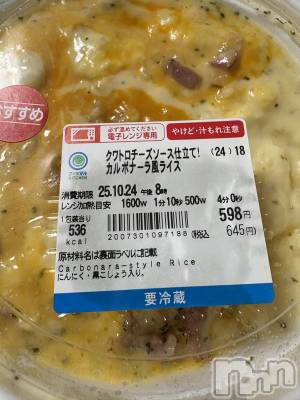 おすすめ
必ず温めてください
電子レンジ専用
やけど・汁もれ注意
クワトロチーズソース仕立て!
カルボナーラ風ライス
(24) 18
消費期限 25.10.24 午後 8時
レンジ加熱目安 1600W 1分10秒 500W 4分0秒
1包装当り
536
kcal
598円
2007301097188 (税込 645円)
原材料名は裏面ラベルに記載
Carbonara-style Rice
にんにく・黒こしょう入り。
要冷蔵